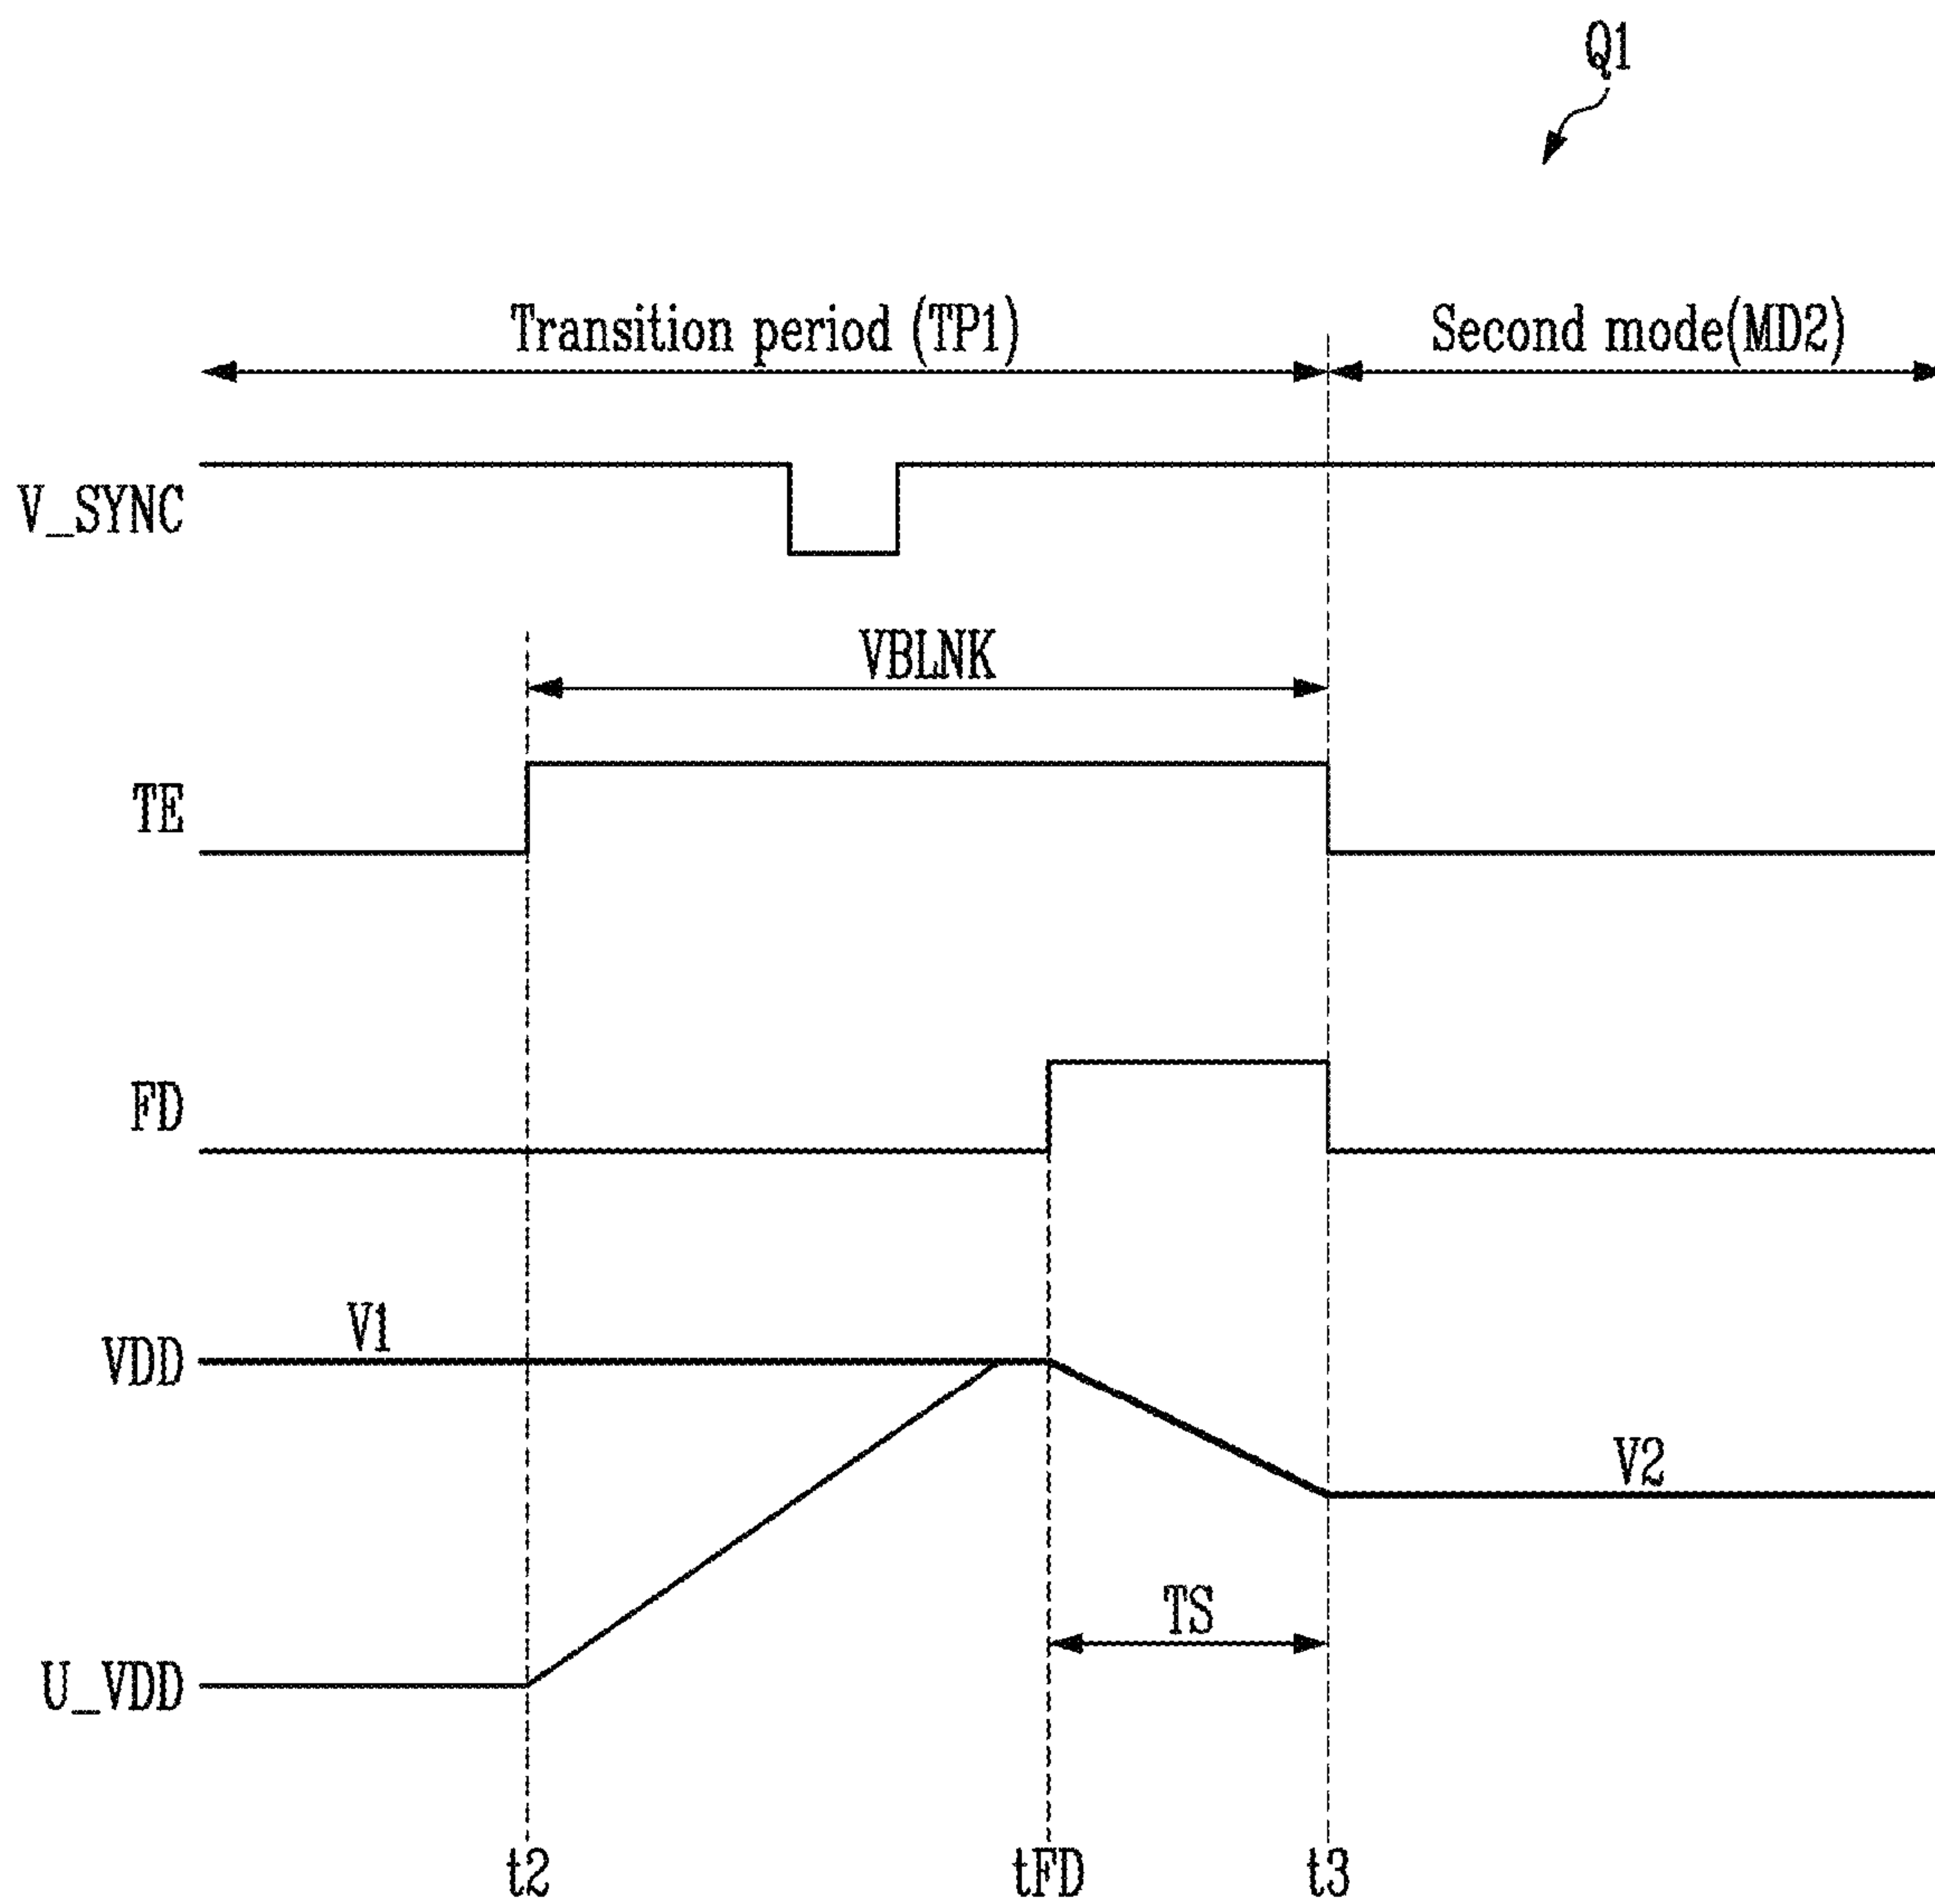 Q1
Transition period (TP1)
Second mode(MD2)
V_SYNC
VBLNK
TE
FD
V1
VDD
V2
TS
U_VDD
t2
tFD
t3